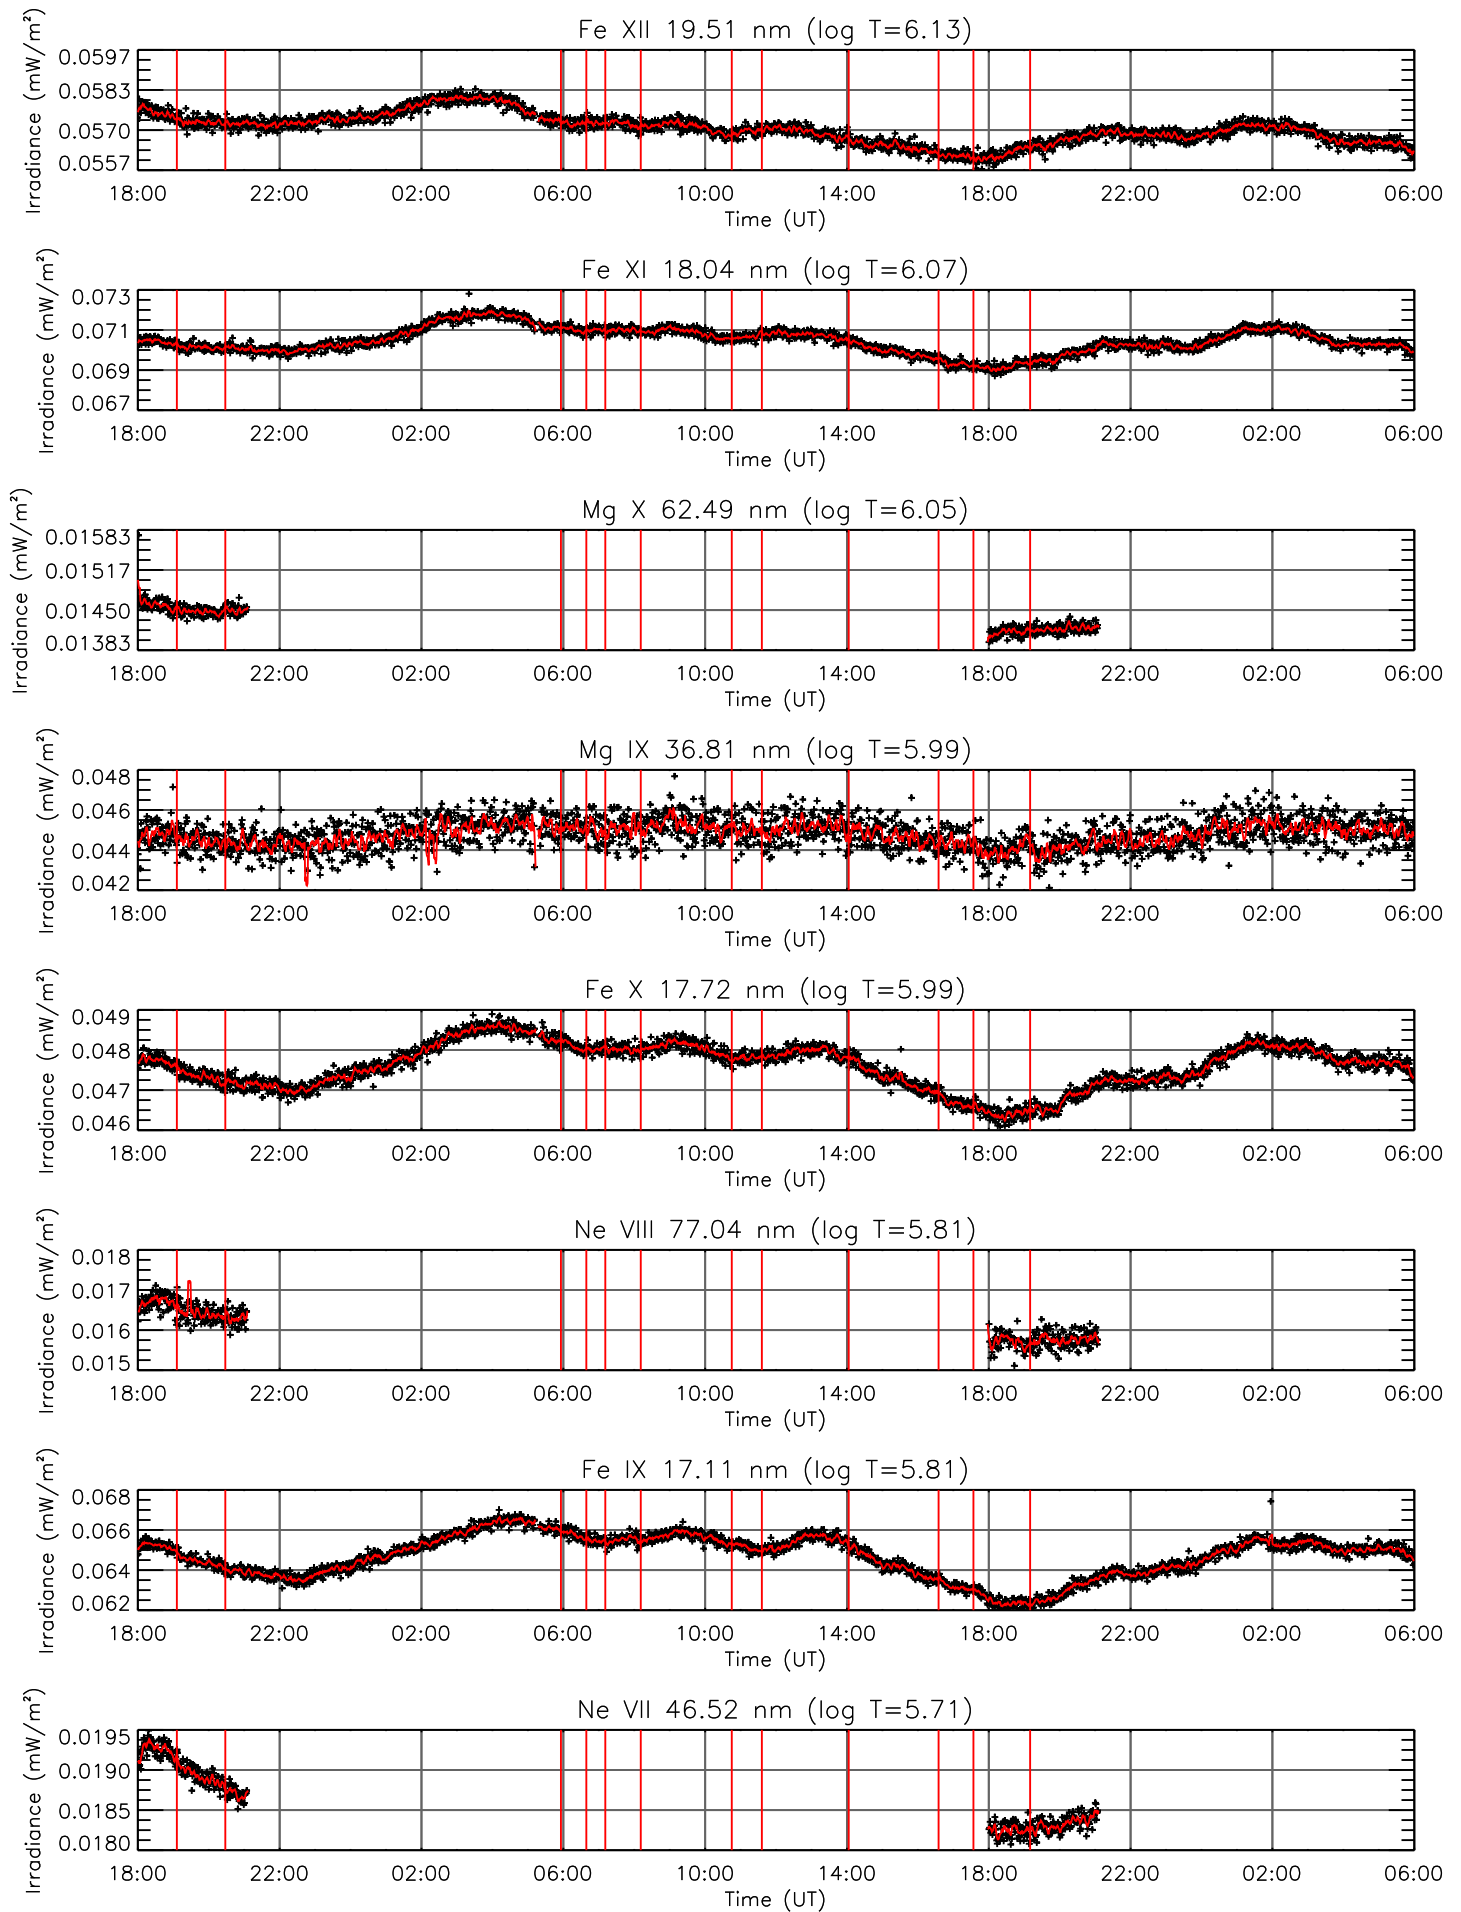 Fe XII 19.51 nm (log T=6.13)
Irradiance (mW/m²)
0.0597
0.0583
0.0570
0.0557
18:00 22:00 02:00 06:00 10:00 14:00 18:00 22:00 02:00 06:00
Time (UT)
Fe XI 18.04 nm (log T=6.07)
Irradiance (mW/m²)
0.073
0.071
0.069
0.067
18:00 22:00 02:00 06:00 10:00 14:00 18:00 22:00 02:00 06:00
Time (UT)
Mg X 62.49 nm (log T=6.05)
Irradiance (mW/m²)
0.01583
0.01517
0.01450
0.01383
18:00 22:00 02:00 06:00 10:00 14:00 18:00 22:00 02:00 06:00
Time (UT)
Mg IX 36.81 nm (log T=5.99)
Irradiance (mW/m²)
0.048
0.046
0.044
0.042
18:00 22:00 02:00 06:00 10:00 14:00 18:00 22:00 02:00 06:00
Time (UT)
Fe X 17.72 nm (log T=5.99)
Irradiance (mW/m²)
0.049
0.048
0.047
0.046
18:00 22:00 02:00 06:00 10:00 14:00 18:00 22:00 02:00 06:00
Time (UT)
Ne VIII 77.04 nm (log T=5.81)
Irradiance (mW/m²)
0.018
0.017
0.016
0.015
18:00 22:00 02:00 06:00 10:00 14:00 18:00 22:00 02:00 06:00
Time (UT)
Fe IX 17.11 nm (log T=5.81)
Irradiance (mW/m²)
0.068
0.066
0.064
0.062
18:00 22:00 02:00 06:00 10:00 14:00 18:00 22:00 02:00 06:00
Time (UT)
Ne VII 46.52 nm (log T=5.71)
Irradiance (mW/m²)
0.0195
0.0190
0.0185
0.0180
18:00 22:00 02:00 06:00 10:00 14:00 18:00 22:00 02:00 06:00
Time (UT)